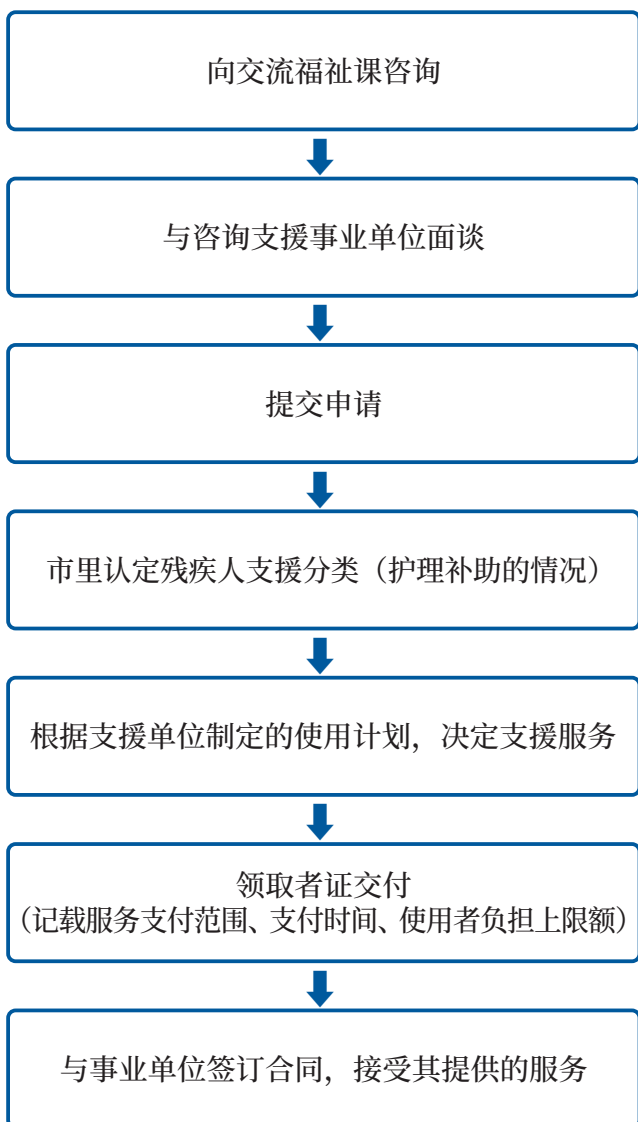 向交流福祉课咨询
与咨询支援事业单位面谈
提交申请
市里认定残疾人支援分类（护理补助的情况）
根据支援单位制定的使用计划，决定支援服务
领取者证交付
（记载服务支付范围、支付时间、使用者负担上限额）
与事业单位签订合同，接受其提供的服务